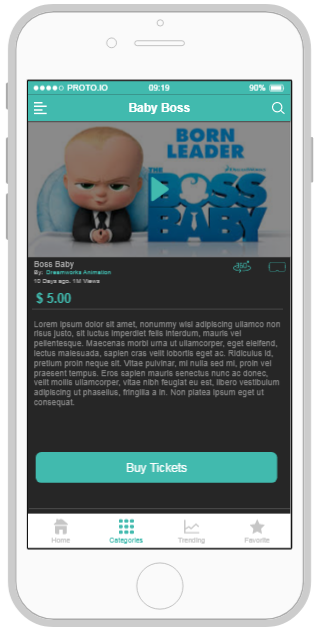 PROTO.IO 09:19 90%
Baby Boss
BORN
LEADER
THE DREAMWORKS
BOSS
BABY
Boss Baby 360°
By: Dreamworks Animation
10 Days ago, 1M Views
$ 5.00
Lorem ipsum dolor sit amet, nonummy wisi adipiscing ullamco non
risus justo, sit luctus imperdiet felis interdum, mauris vel
pellentesque. Maecenas morbi urna ut ullamcorper, eget eleifend,
lectus malesuada, sapien cras velit lobortis eget ac. Ridiculus id,
pretium proin neque sit. Vitae pulvinar, mi nulla sed mi, proin vel
praesent tempus. Eros sapien mauris senectus nunc ac donec,
velit mollis ullamcorper, vitae nibh feugiat eu est, libero vestibulum
adipiscing ut phasellus, fringilla a in. Non platea ipsum eget ut
consequat.
Buy Tickets
Home Categories Trending Favorite